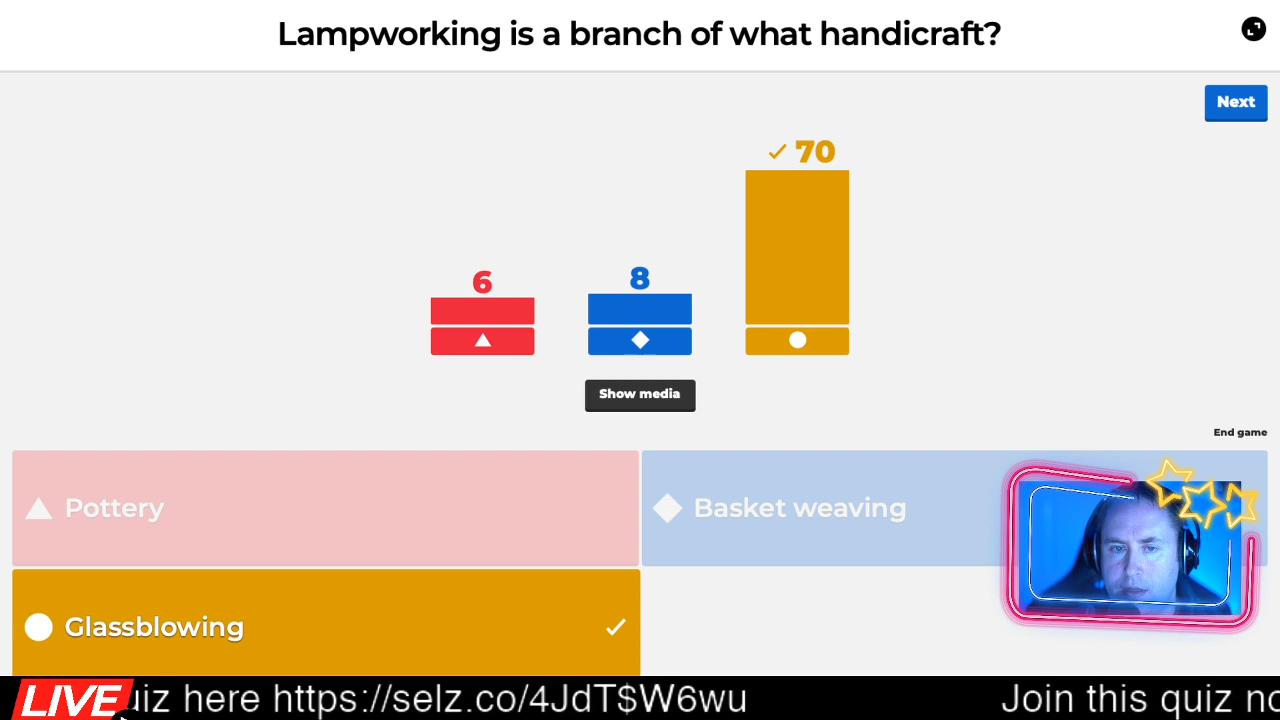 Lampworking is a branch of what handicraft?
Next
70
6
8
Show media
End game
Pottery
Basket weaving
Glassblowing
LIVE
uiz here https://selz.co/4JdT$W6wu
Join this quiz no